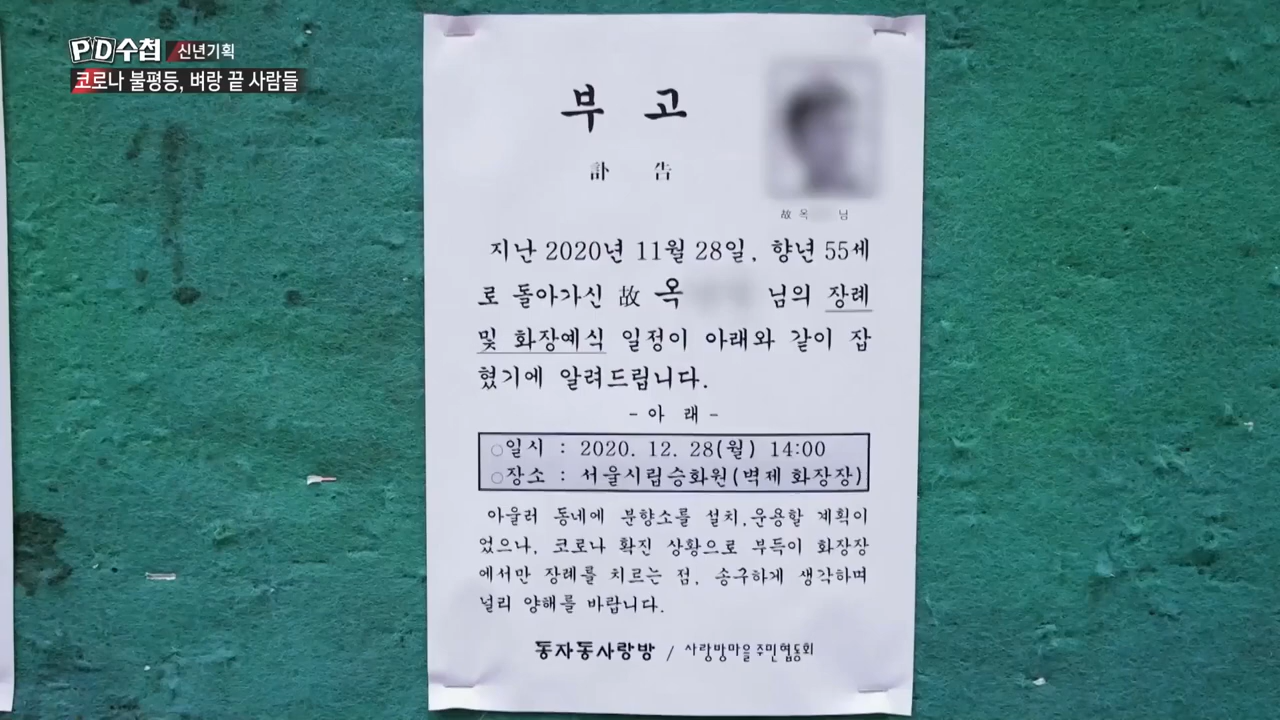 PD수첩 신년기획
코로나 불평등, 벼랑 끝 사람들
부 고
訃 告
故 옥 님
지난 2020년 11월 28일, 향년 55세
로 돌아가신 故 옥 님의 장례
및 화장예식 일정이 아래와 같이 잡
혔기에 알려드립니다.
- 아 래 -
○일시 : 2020. 12. 28(월) 14:00
○장소 : 서울시립승화원(벽제 화장장)
아울러 동네에 분향소를 설치,운용할 계획이
었으나, 코로나 확진 상황으로 부득이 화장장
에서만 장례를 치르는 점, 송구하게 생각하며
널리 양해를 바랍니다.
동자동사랑방 / 사랑방마을주민협동회